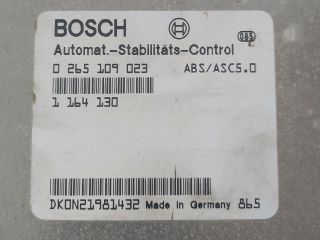 BOSCH
Automat.-Stabilitäts-Control
0 265 109 023 ABS/ASC5.0
1 164 130
DKON21981432 Made in Germany 865